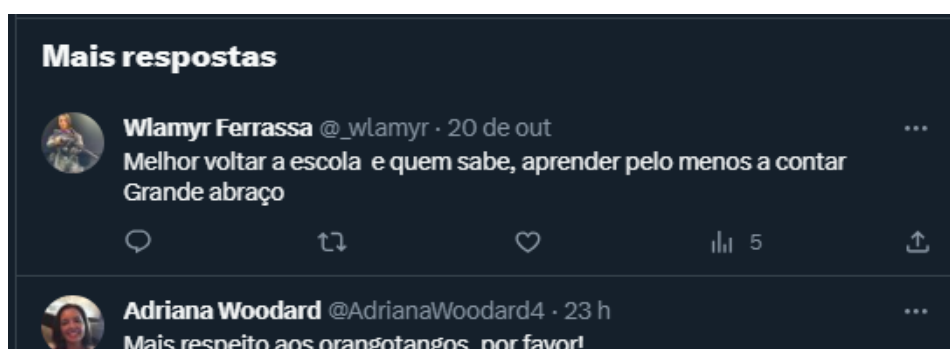 Mais respostas
Wlamyr Ferrassa @_wlamyr · 20 de out
Melhor voltar a escola  e quem sabe, aprender pelo menos a contar
Grande abraço
5
Adriana Woodard @AdrianaWoodard4 · 23 h
Mais respeito aos orangotangos, por favor!